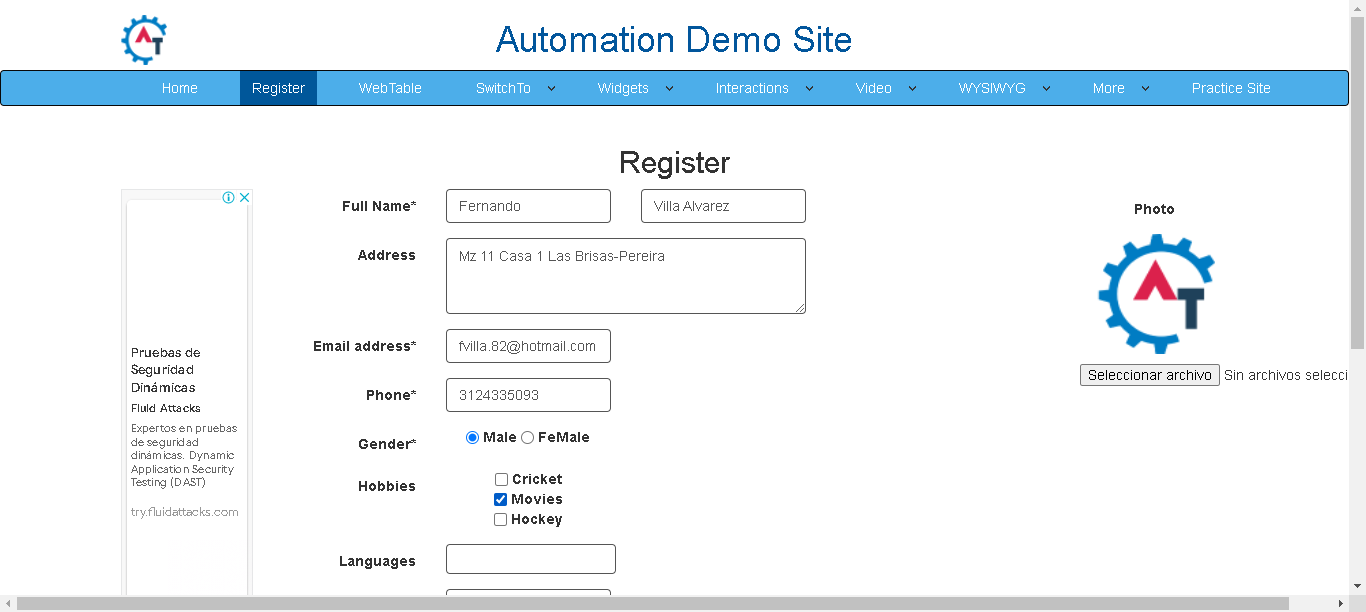 Automation Demo Site
Home Register WebTable SwitchTo Widgets Interactions Video WYSIWYG More Practice Site
Register
Full Name* Fernando Villa Alvarez
Photo
AT
Address Mz 11 Casa 1 Las Brisas-Pereira
Email address* fvilla.82@hotmail.com
Seleccionar archivo Sin archivos selecci
Phone* 3124335093
Gender* Male FeMale
Hobbies Cricket
Movies
Hockey
Languages
Pruebas de
Seguridad
Dinámicas
Fluid Attacks
Expertos en pruebas
de seguridad
dinámicas. Dynamic
Application Security
Testing (DAST)
try.fluidattacks.com